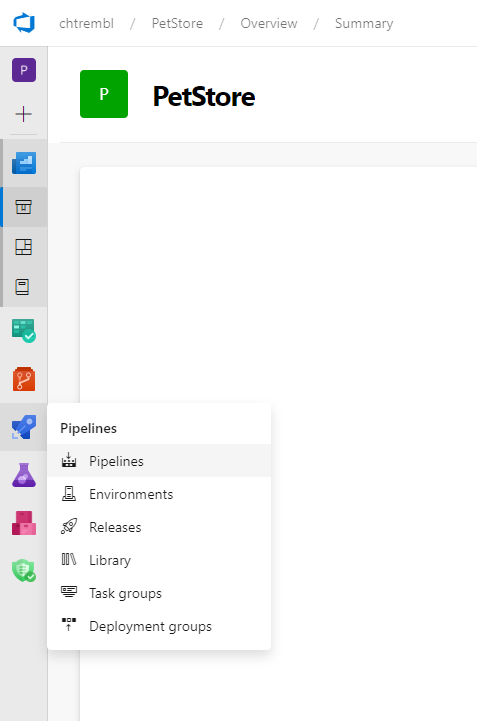 chtrembl / PetStore / Overview / Summary
P
P PetStore
Pipelines
Pipelines
Environments
Releases
Library
Task groups
Deployment groups